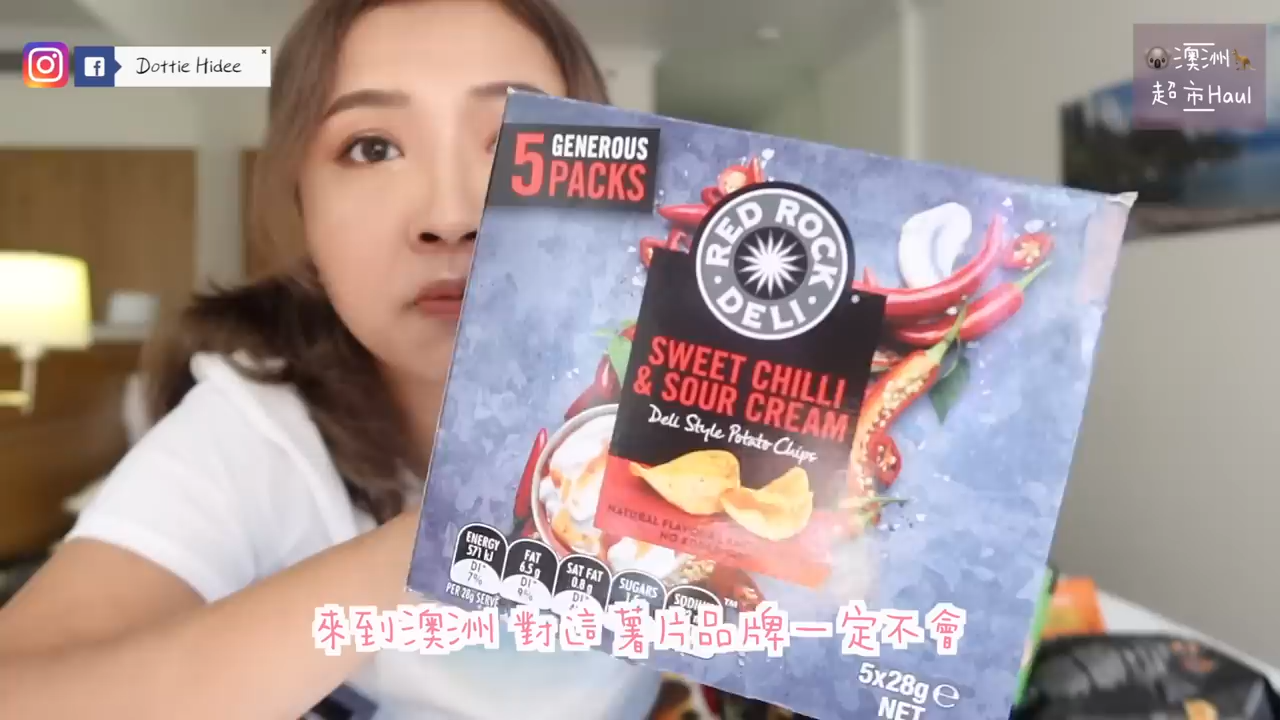 Dottie Hidee
澳洲
超市Haul
5 GENEROUS
PACKS
RED ROCK
DELI
SWEET CHILLI
& SOUR CREAM
Deli Style Potato Chips
NATURAL
NO
ENERGY
571 kJ
DI*
7%
FAT
6.5g
DI*
9%
SAT FAT
0.8g
DI*
SUGARS
PER 28g SERVE
來到澳洲 對這薯片品牌一定不會
5x28g e
NET